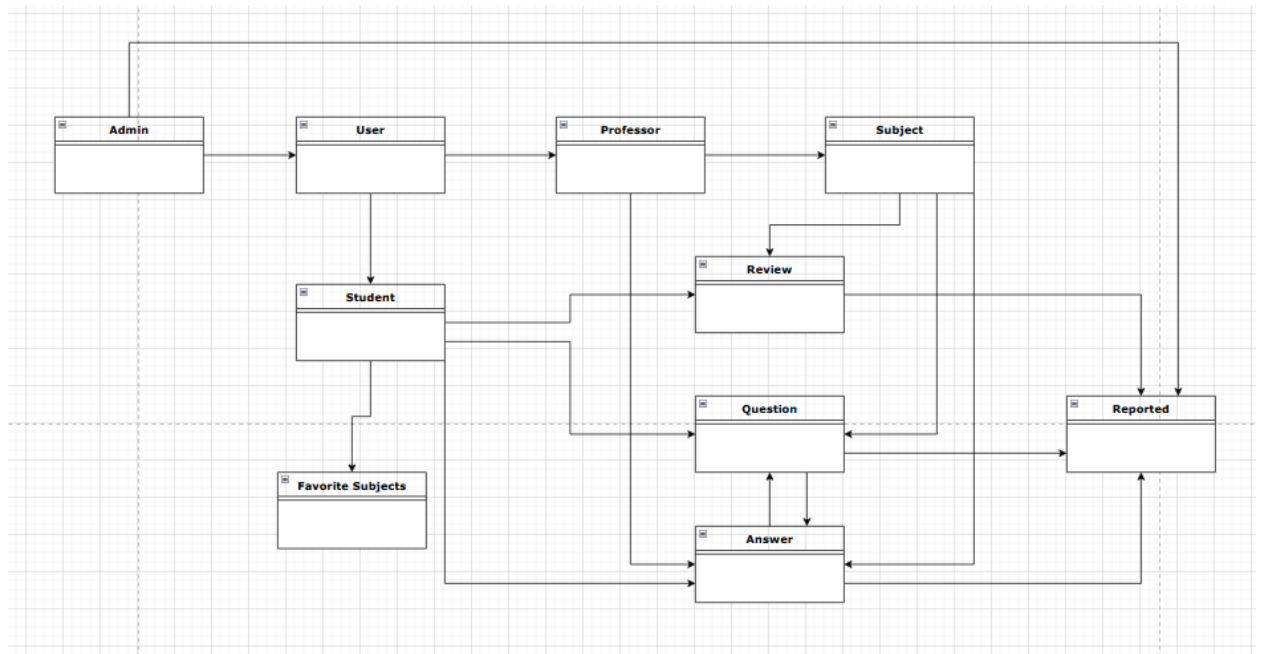 Admin
User
Professor
Subject
Review
Student
Question
Reported
Favorite Subjects
Answer